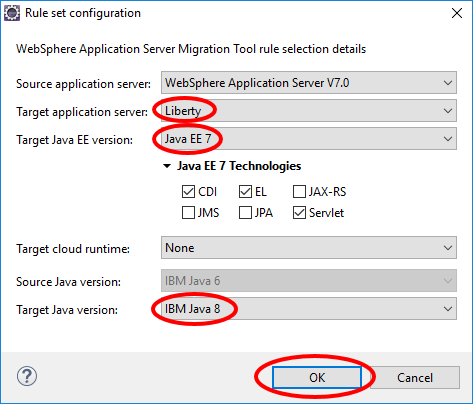 Rule set configuration
WebSphere Application Server Migration Tool rule selection details
Source application server: WebSphere Application Server V7.0
Target application server: Liberty
Target Java EE version: Java EE 7
Java EE 7 Technologies
CDI EL JAX-RS
JMS JPA Servlet
Target cloud runtime: None
Source Java version: IBM Java 6
Target Java version: IBM Java 8
? OK Cancel